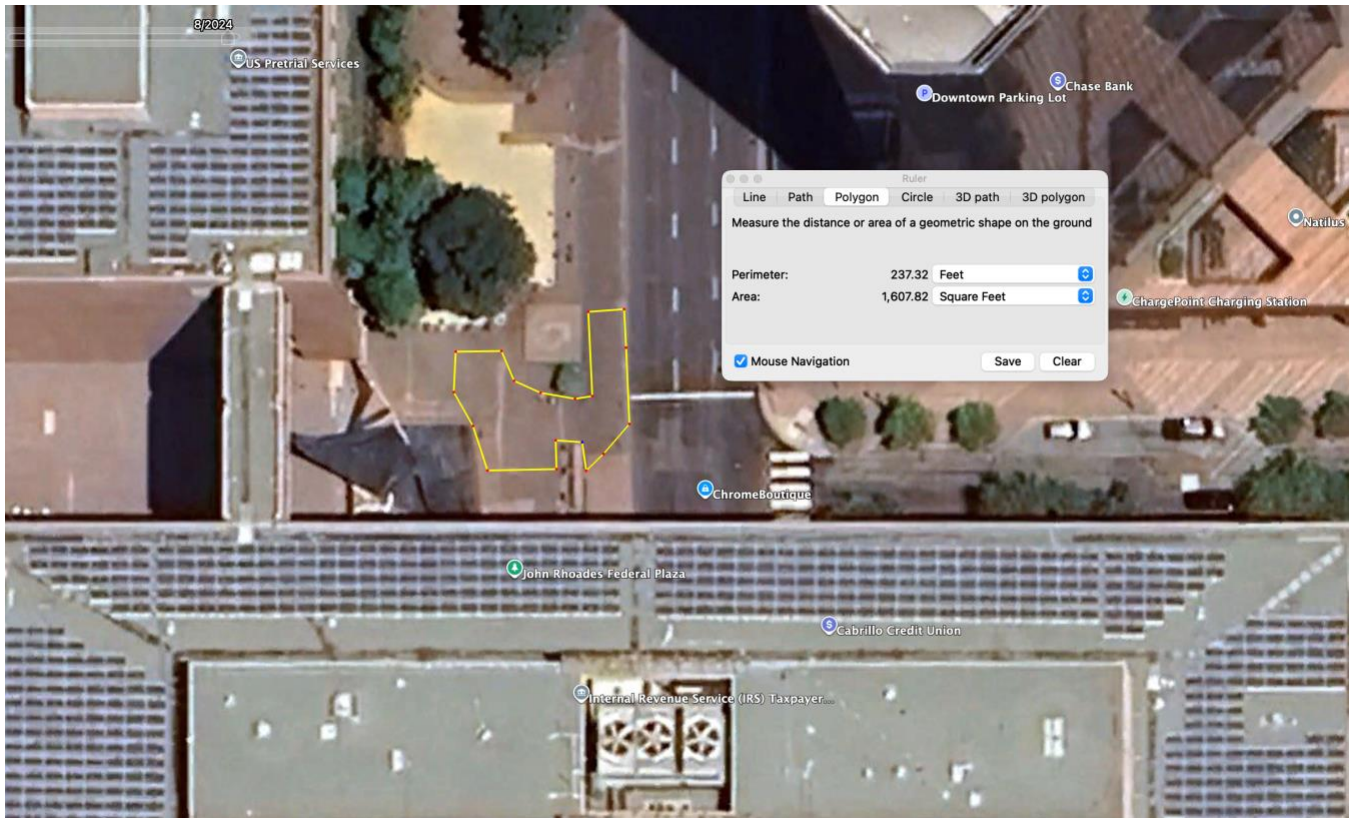 8/2024
US Pretrial Services
Chase Bank
Downtown Parking Lot
Ruler
Line Path Polygon Circle 3D path 3D polygon
Measure the distance or area of a geometric shape on the ground
Natilus
Perimeter: 237.32 Feet
Area: 1,607.82 Square Feet
ChargePoint Charging Station
Mouse Navigation Save Clear
ChromeBoutique
John Rhoades Federal Plaza
Cabrillo Credit Union
Internal Revenue Service (IRS) Taxpayer...